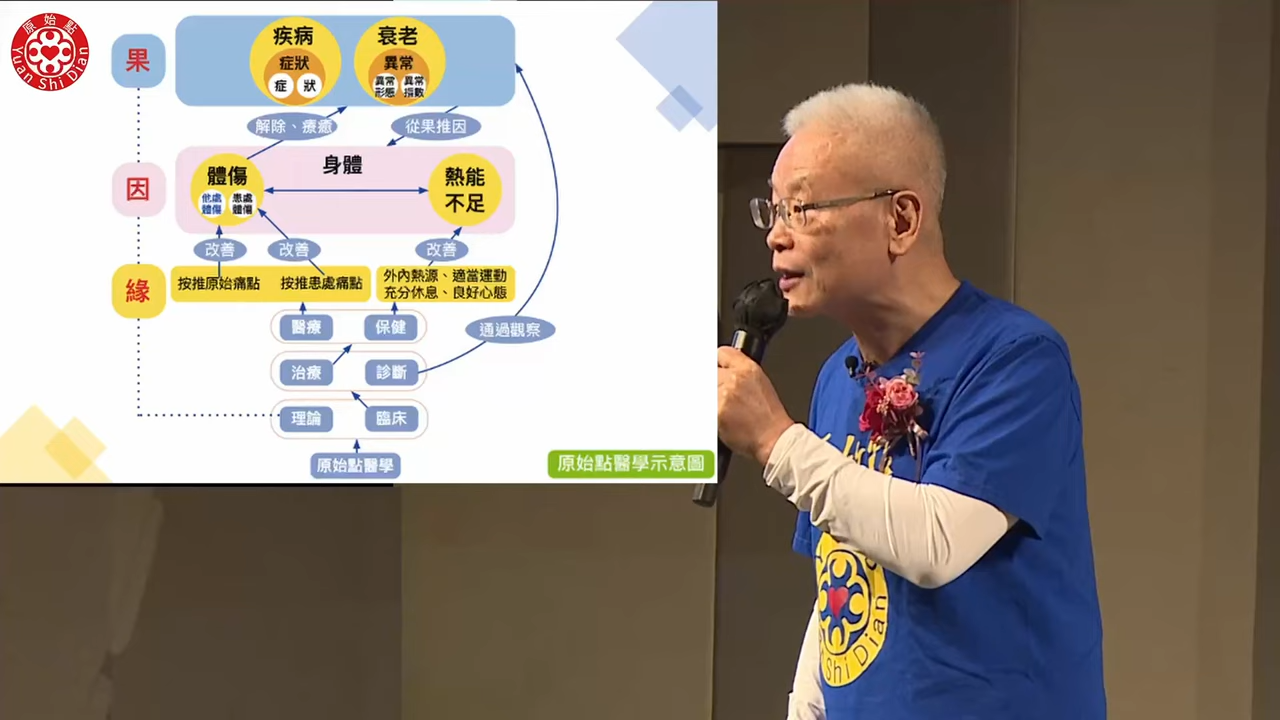 原始點
Yuan Shi Dian
果
疾病
症狀
症
狀
衰老
異常
異常
形態
異常
指數
解除、療癒
從果推因
因
身體
體傷
他處
體傷
患處
體傷
熱能
不足
改善
改善
改善
緣
按推原始痛點
按推患處痛點
外內熱源、適當運動
充分休息、良好心態
醫療
保健
通過觀察
治療
診斷
理論
臨床
原始點醫學
原始點醫學示意圖
Shi Dian